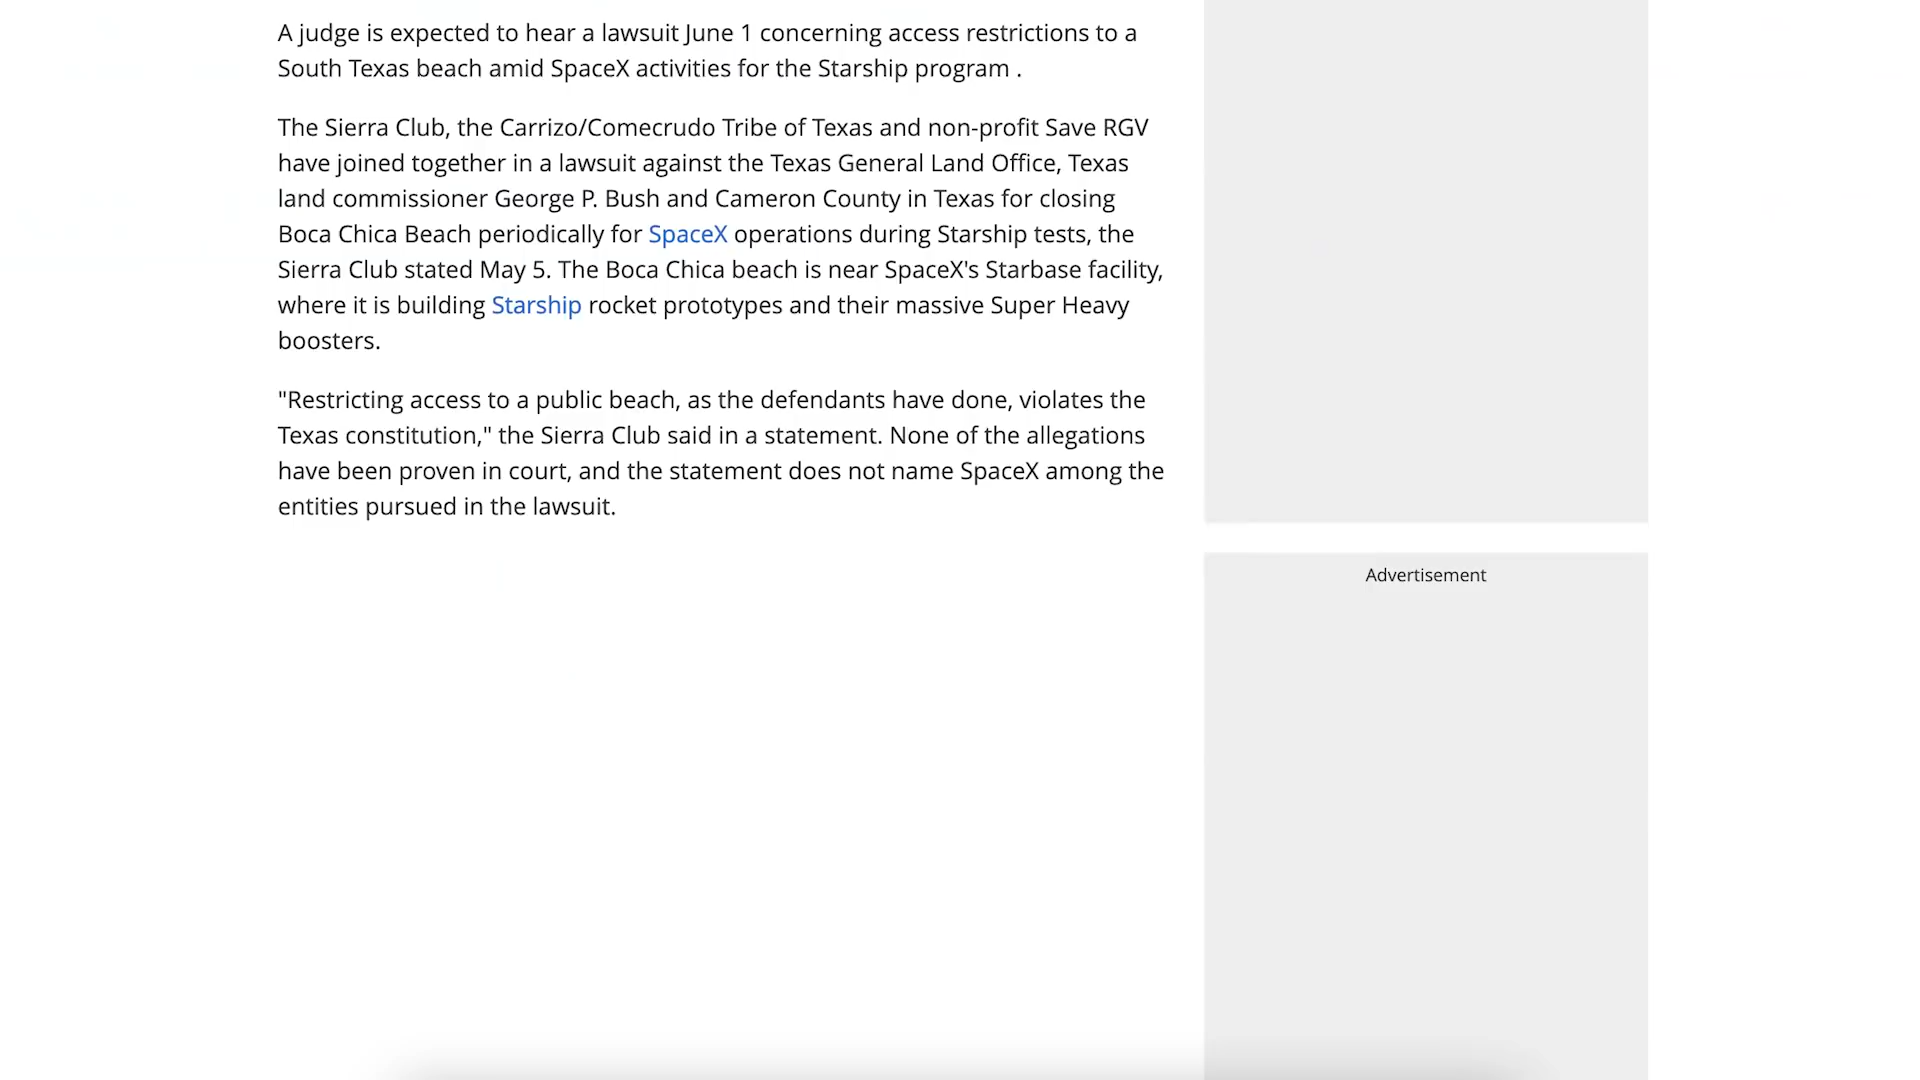 A judge is expected to hear a lawsuit June 1 concerning access restrictions to a
South Texas beach amid SpaceX activities for the Starship program .
The Sierra Club, the Carrizo/Comecrudo Tribe of Texas and non-profit Save RGV
have joined together in a lawsuit against the Texas General Land Office, Texas
land commissioner George P. Bush and Cameron County in Texas for closing
Boca Chica Beach periodically for SpaceX operations during Starship tests, the
Sierra Club stated May 5. The Boca Chica beach is near SpaceX's Starbase facility,
where it is building Starship rocket prototypes and their massive Super Heavy
boosters.
"Restricting access to a public beach, as the defendants have done, violates the
Texas constitution," the Sierra Club said in a statement. None of the allegations
have been proven in court, and the statement does not name SpaceX among the
entities pursued in the lawsuit.
Advertisement